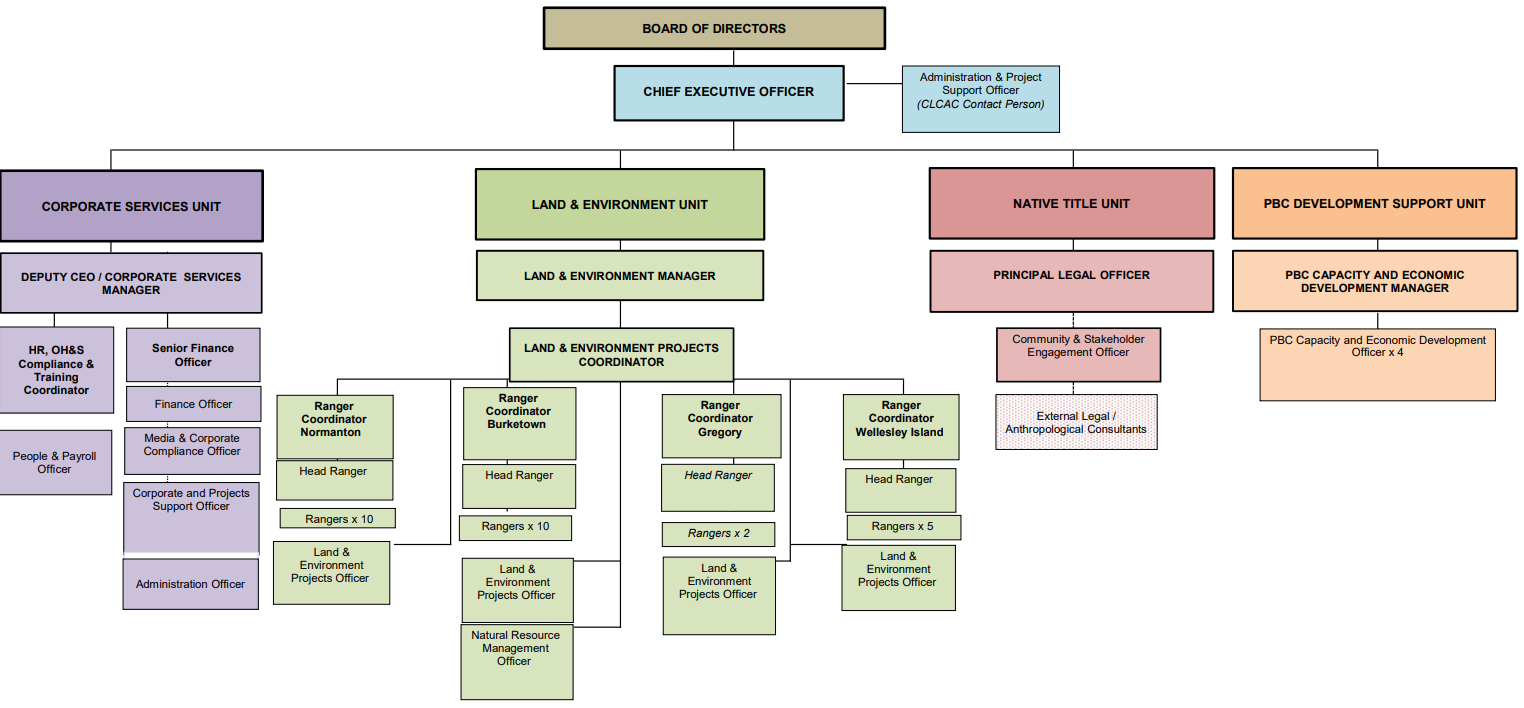 BOARD OF DIRECTORS
CHIEF EXECUTIVE OFFICER
Administration & Project
Support Officer
(CLCAC Contact Person)
CORPORATE SERVICES UNIT
LAND & ENVIRONMENT UNIT
NATIVE TITLE UNIT
PBC DEVELOPMENT SUPPORT UNIT
DEPUTY CEO / CORPORATE SERVICES
MANAGER
LAND & ENVIRONMENT MANAGER
PRINCIPAL LEGAL OFFICER
PBC CAPACITY AND ECONOMIC
DEVELOPMENT MANAGER
HR, OH&S
Compliance &
Training
Coordinator
People & Payroll
Officer
Senior Finance
Officer
Finance Officer
Media & Corporate
Compliance Officer
Corporate and Projects
Support Officer
Administration Officer
LAND & ENVIRONMENT PROJECTS
COORDINATOR
Ranger
Coordinator
Normanton
Head Ranger
Rangers x 10
Land &
Environment
Projects Officer
Ranger
Coordinator
Burketown
Head Ranger
Rangers x 10
Land &
Environment
Projects Officer
Natural Resource
Management
Officer
Ranger
Coordinator
Gregory
Head Ranger
Rangers x 2
Land &
Environment
Projects Officer
Ranger
Coordinator
Wellesley Island
Head Ranger
Rangers x 5
Land &
Environment
Projects Officer
Community & Stakeholder
Engagement Officer
External Legal /
Anthropological Consultants
PBC Capacity and Economic Development
Officer x 4